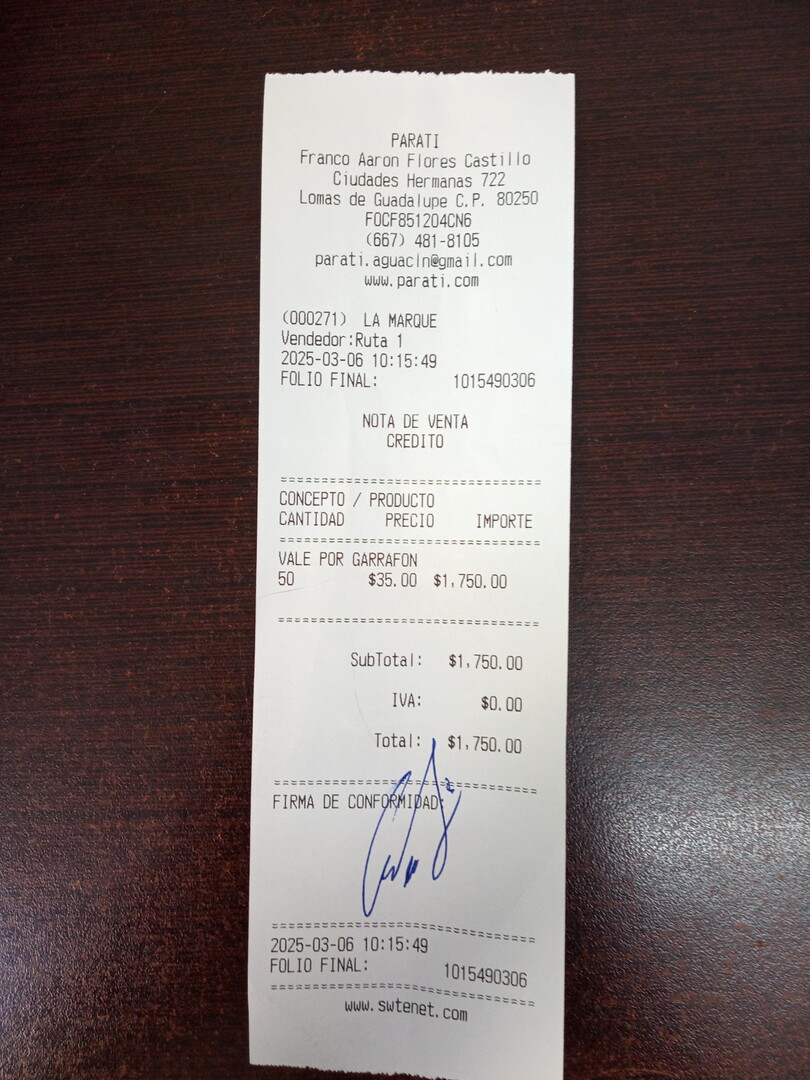 PARATI
Franco Aaron Flores Castillo
Ciudades Hermanas 722
Lomas de Guadalupe C.P. 80250
FOCF851204CN6
(667) 481-8105
parati.aguacln@gmail.com
www.parati.com
(000271) LA MARQUE
Vendedor:Ruta 1
2025-03-06 10:15:49
FOLIO FINAL: 1015490306
NOTA DE VENTA
CREDITO
================================
CONCEPTO / PRODUCTO
CANTIDAD PRECIO IMPORTE
================================
VALE POR GARRAFON
50 $35.00 $1,750.00
================================
SubTotal: $1,750.00
IVA: $0.00
Total: $1,750.00
================================
FIRMA DE CONFORMIDAD:
================================
2025-03-06 10:15:49
FOLIO FINAL: 1015490306
================================
www.swtenet.com